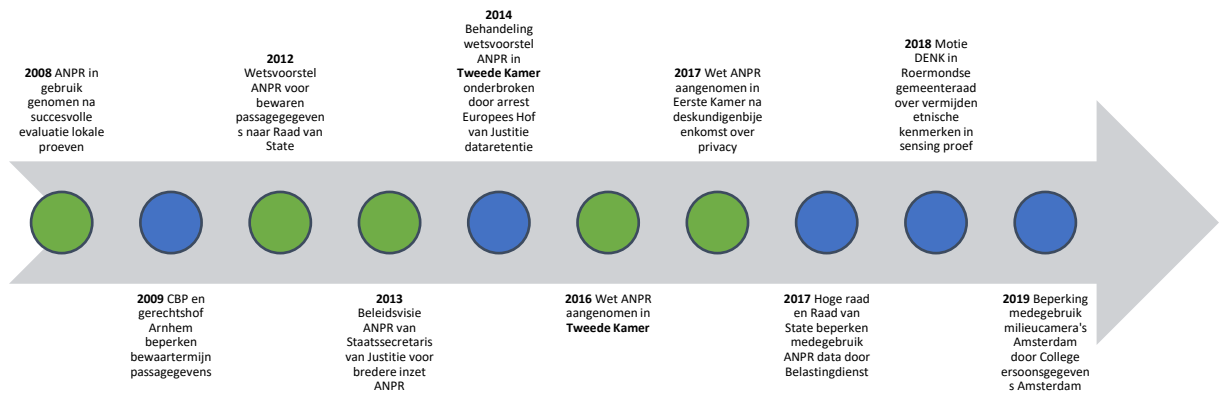 2008 ANPR in
gebruik
genomen na
succesvolle
evaluatie lokale
proeven
2009 CBP en
gerechtshof
Arnhem
beperken
bewaartermijn
passagegevens
2012
Wetsvoorstel
ANPR voor
bewaren
passagegegeven
s naar Raad van
State
2013
Beleidsvisie
ANPR van
Staatssecretaris
van Justitie voor
bredere inzet
ANPR
2014
Behandeling
wetsvoorstel
ANPR in
Tweede Kamer
onderbroken
door arrest
Europees Hof
van Justitie
dataretentie
2016 Wet ANPR
aangenomen in
Tweede Kamer
2017 Wet ANPR
aangenomen in
Eerste Kamer na
deskundigenbije
enkomst over
privacy
2017 Hoge raad
en Raad van
State beperken
medegebruik
ANPR data door
Belastingdienst
2018 Motie
DENK in
Roermondse
gemeenteraad
over vermijden
etnische
kenmerken in
sensing proef
2019 Beperking
medegebruik
milieucamera's
Amsterdam
door College
ersoonsgegeven
s Amsterdam